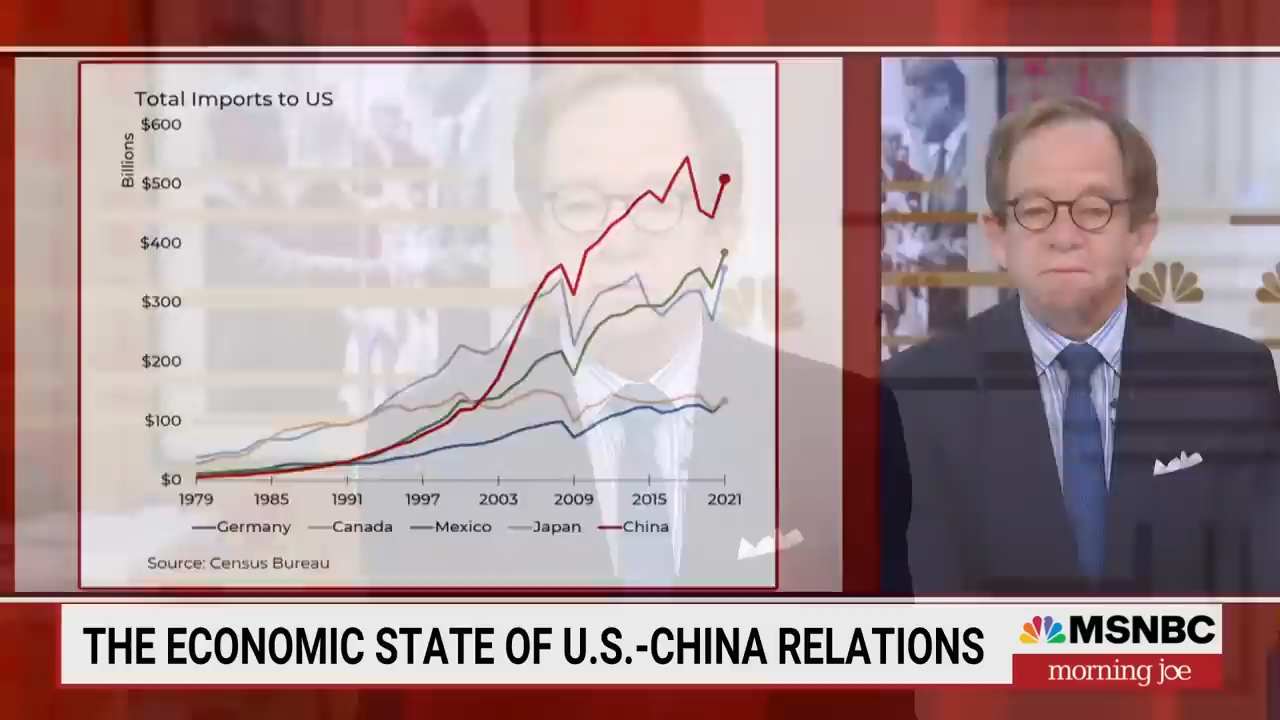 Total Imports to US
Billions
$600
$500
$400
$300
$200
$100
$0
1979 1985 1991 1997 2003 2009 2015 2021
Germany Canada Mexico Japan China
Source: Census Bureau
THE ECONOMIC STATE OF U.S.-CHINA RELATIONS
MSNBC
morning joe